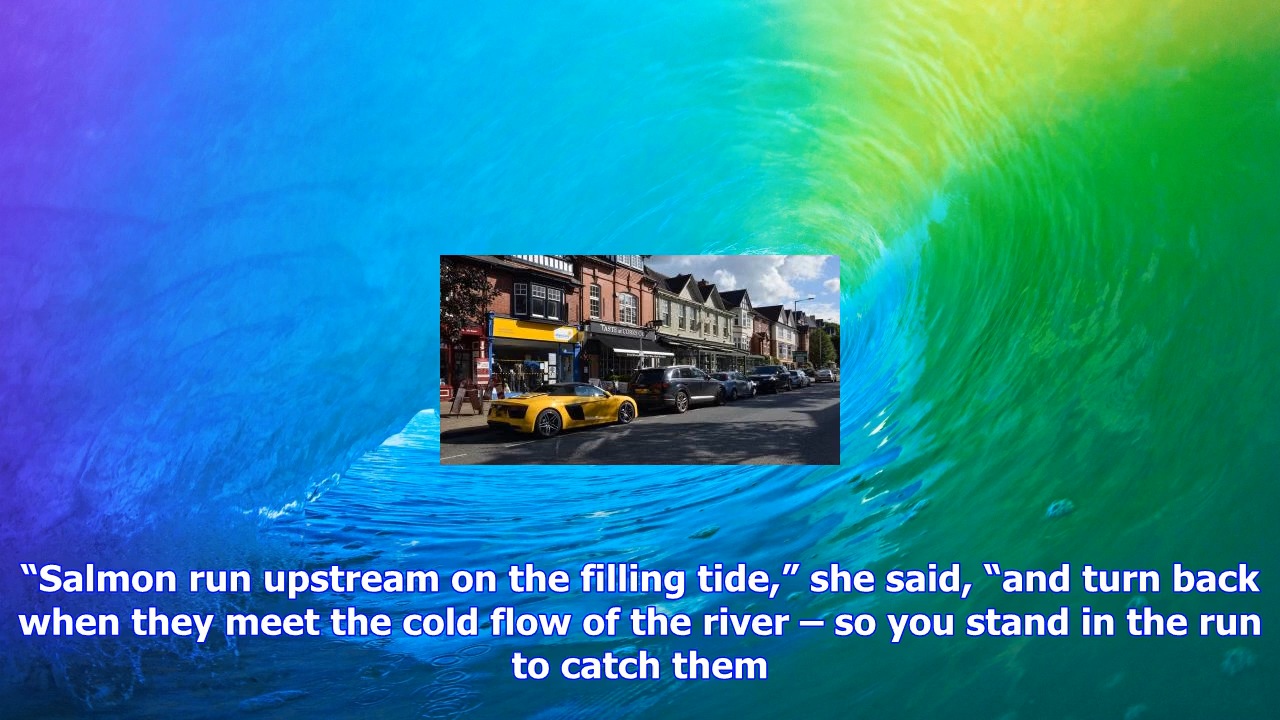 “Salmon run upstream on the filling tide,” she said, “and turn back
when they meet the cold flow of the river – so you stand in the run
to catch them